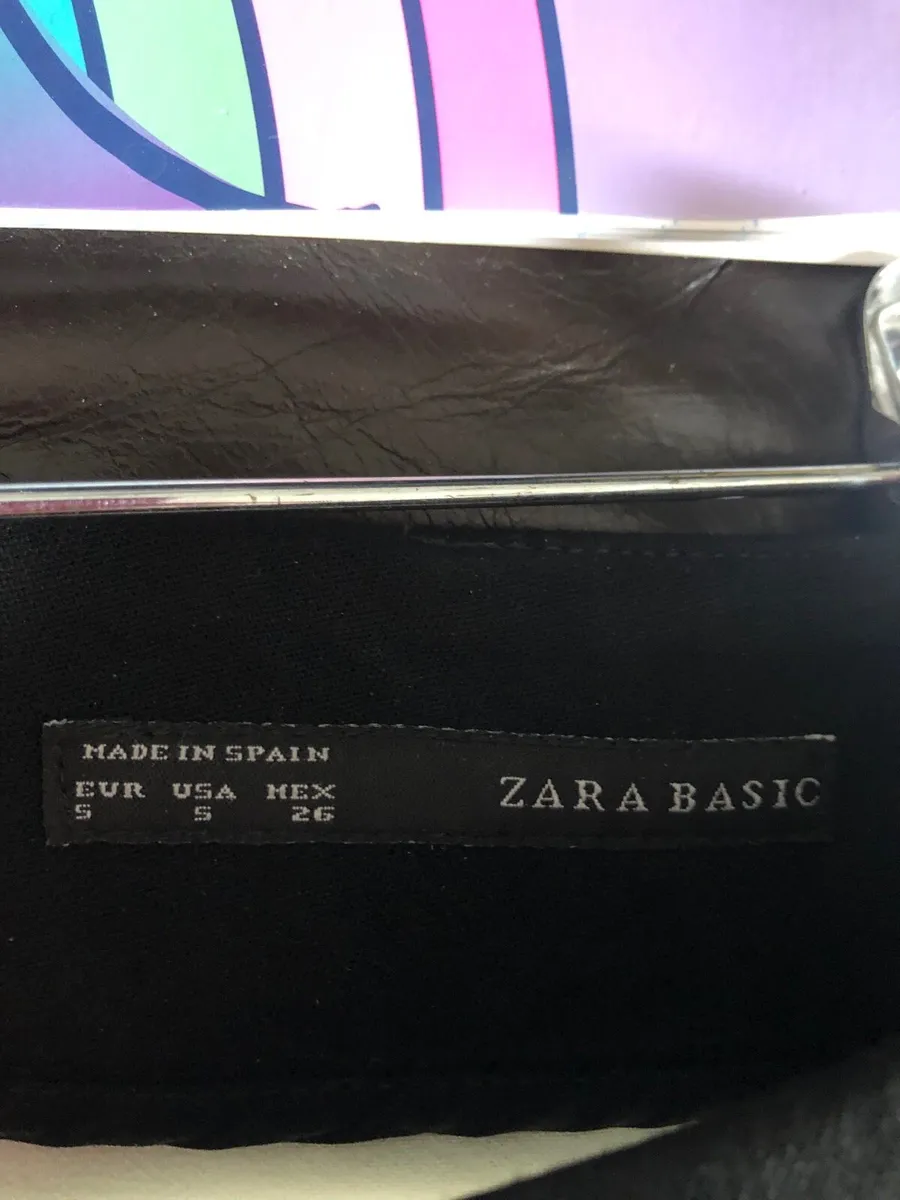 MADE IN SPAIN
EUR USA MEX
S S 26
ZARA BASIC